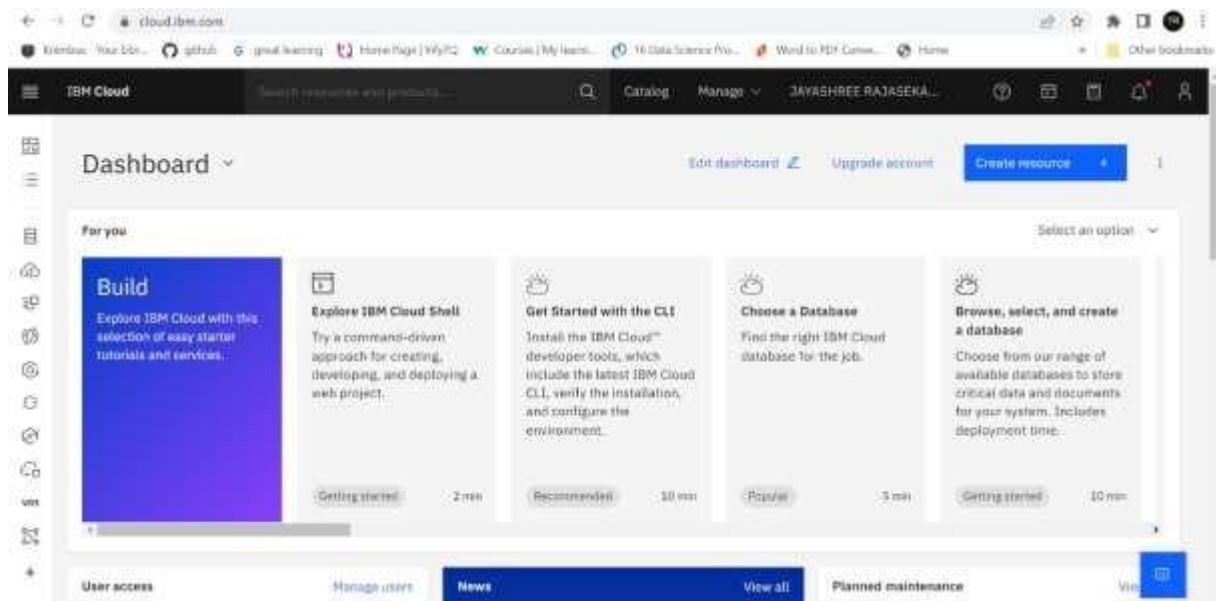 cloud.ibm.com
github
great learning
Other bookmarks
IBM Cloud
Search resources and products...
Catalog
Manage
JAYASHREE RAJASEKA...
Dashboard
Edit dashboard
Upgrade account
Create resource
For you
Select an option
Build
Explore IBM Cloud with this
selection of easy starter
tutorials and services.
Explore IBM Cloud Shell
Try a command-driven
approach for creating,
developing, and deploying a
web project.
Getting started
2 min
Get Started with the CLI
Install the IBM Cloud™
developer tools, which
include the latest IBM Cloud
CLI, verify the installation,
and configure the
environment.
Recommended
10 min
Choose a Database
Find the right IBM Cloud
database for the job.
Popular
5 min
Browse, select, and create
a database
Choose from our range of
available databases to store
critical data and documents
for your system. Includes
deployment time.
Getting started
10 min
User access
Manage users
News
View all
Planned maintenance